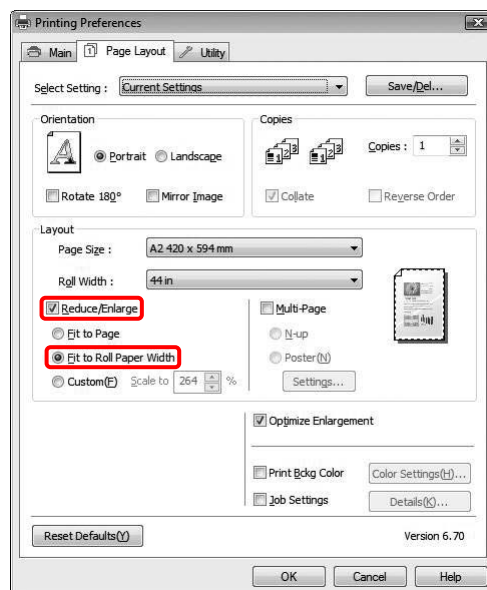 Printing Preferences
Main Page Layout Utility
Select Setting : Current Settings Save/Del...
Orientation
Portrait Landscape
Rotate 180° Mirror Image
Copies
Copies : 1
Collate Reverse Order
Layout
Page Size : A2 420 x 594 mm
Roll Width : 44 in
Reduce/Enlarge
Fit to Page
Fit to Roll Paper Width
Custom(F) Scale to 264 %
Multi-Page
N-up
Poster(N)
Settings...
Optimize Enlargement
Print Bckg Color Color Settings(H)...
Job Settings Details(K)...
Reset Defaults(Y) Version 6.70
OK Cancel Help